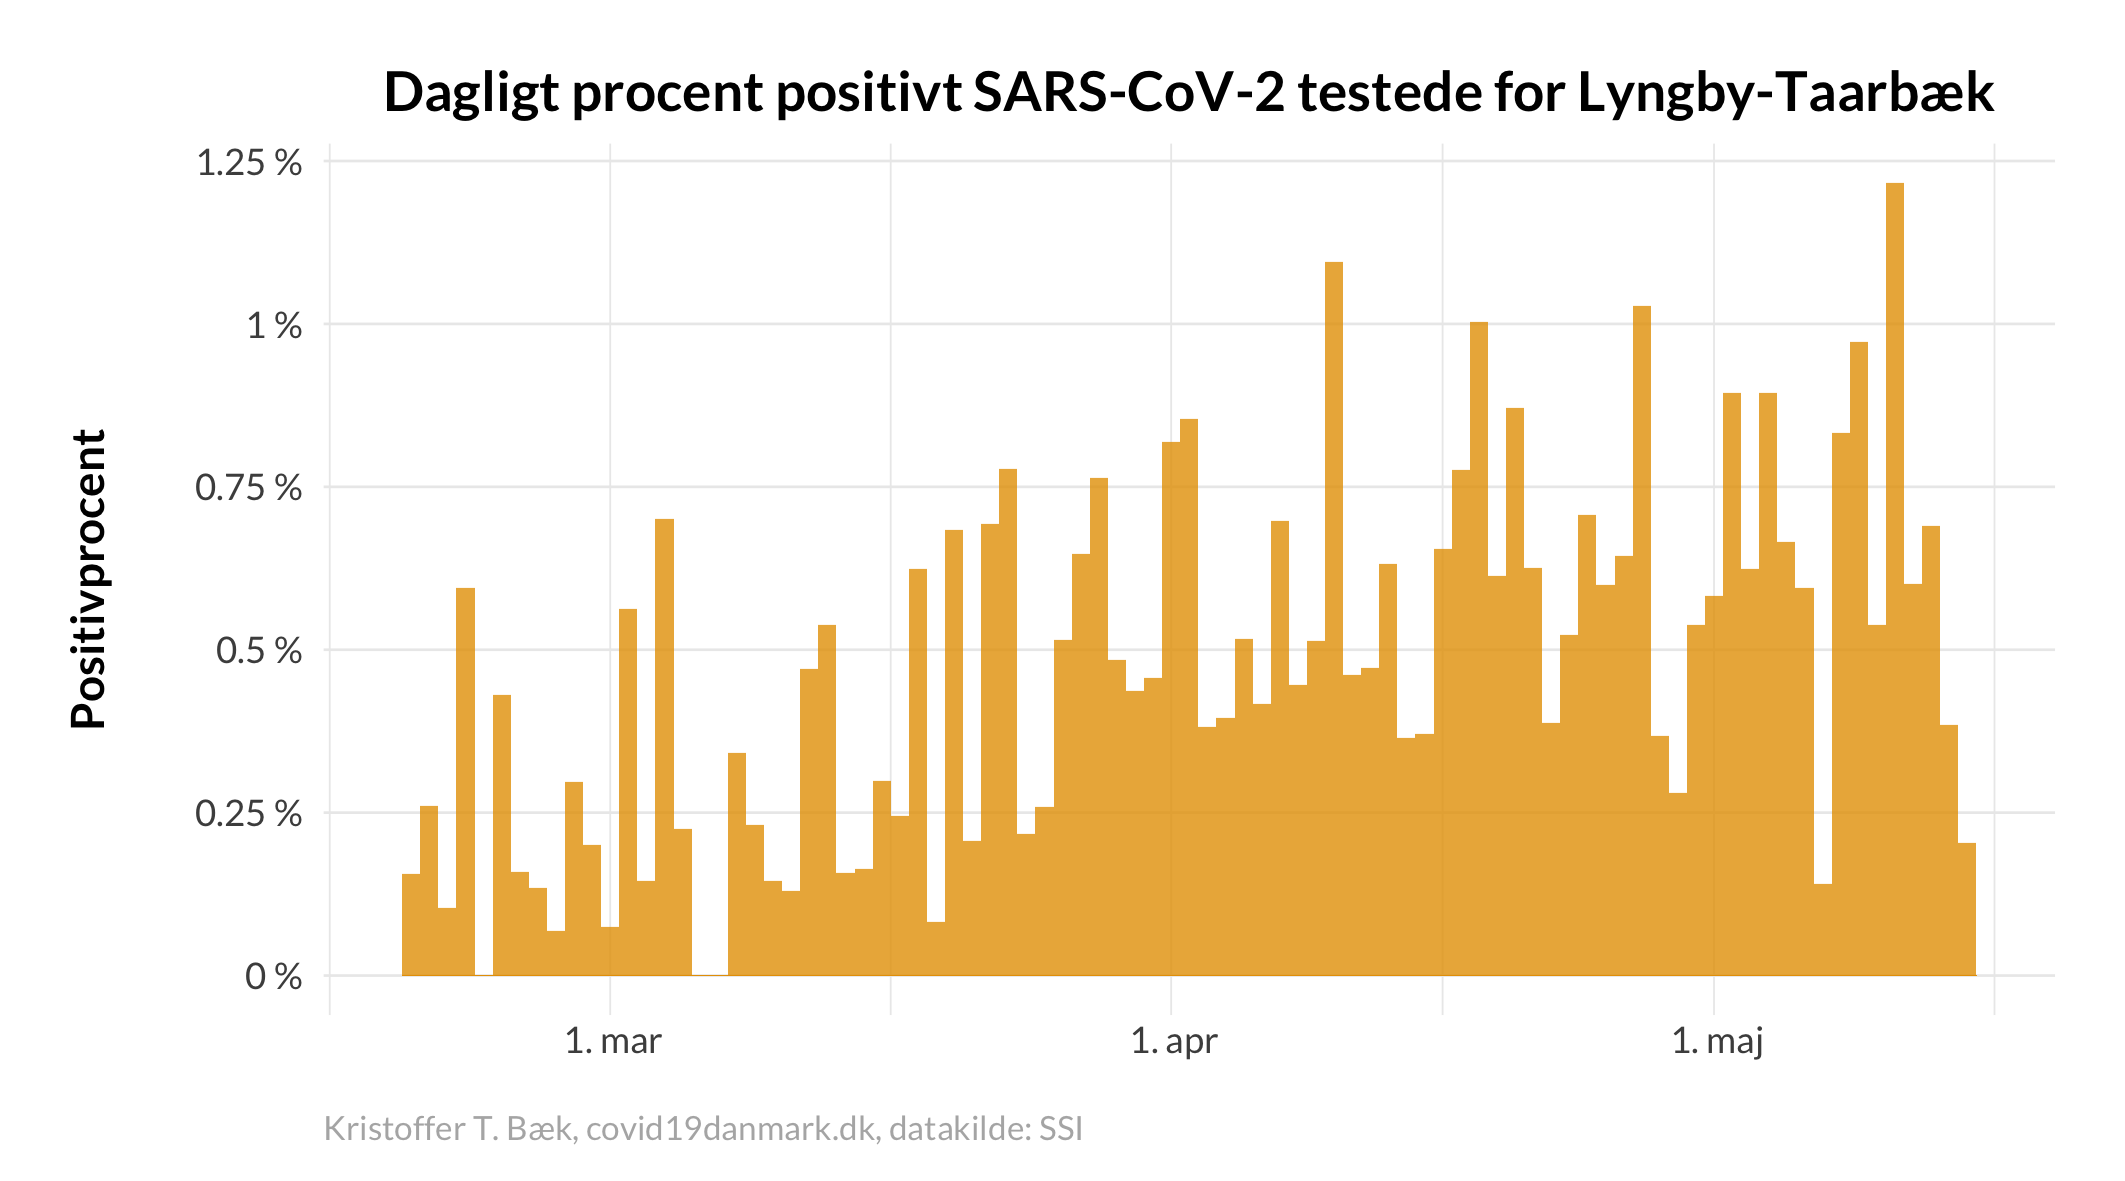 Dagligt procent positivt SARS-CoV-2 testede for Lyngby-Taarbæk
Positivprocent
1.25 %
1 %
0.75 %
0.5 %
0.25 %
0 %
1. mar
1. apr
1. maj
Kristoffer T. Bæk, covid19danmark.dk, datakilde: SSI